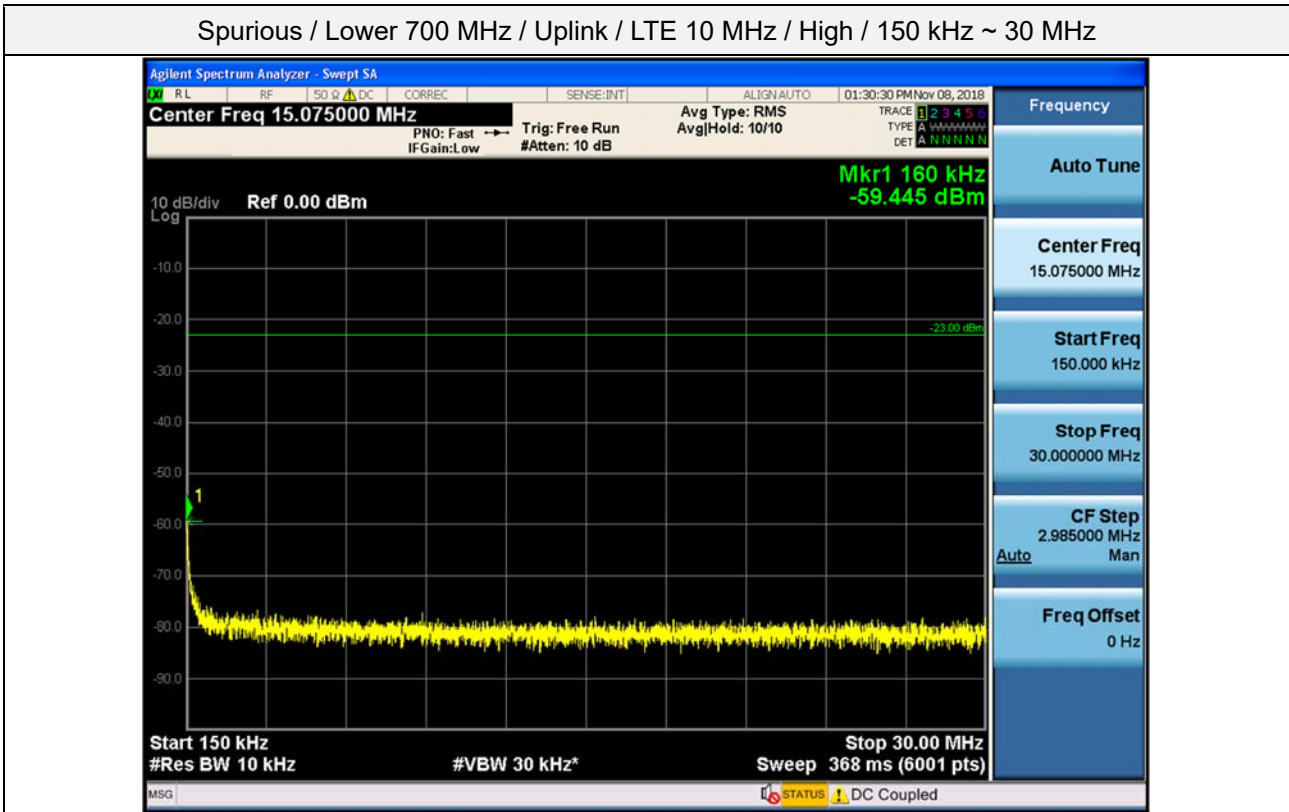 Spurious / Lower 700 MHz / Uplink / LTE 10 MHz / High / 150 kHz ~ 30 MHz
Agilent Spectrum Analyzer - Swept SA
LXI RL RF 50 Ω DC CORREC SENSE:INT ALIGN AUTO 01:30:30 PM Nov 08, 2018
Center Freq 15.075000 MHz
PNO: Fast
IFGain:Low
Trig: Free Run
#Atten: 10 dB
Avg Type: RMS
Avg|Hold: 10/10
TRACE 1 2 3 4 5 6
TYPE A WWWWW
DET A N N N N N
Mkr1 160 kHz
-59.445 dBm
10 dB/div Ref 0.00 dBm
Log
-10.0
-20.0
-23.00 dBm
-30.0
-40.0
-50.0
1
-60.0
-70.0
-80.0
-90.0
Start 150 kHz Stop 30.00 MHz
#Res BW 10 kHz #VBW 30 kHz* Sweep 368 ms (6001 pts)
MSG STATUS DC Coupled
Frequency
Auto Tune
Center Freq
15.075000 MHz
Start Freq
150.000 kHz
Stop Freq
30.000000 MHz
CF Step
2.985000 MHz
Auto Man
Freq Offset
0 Hz